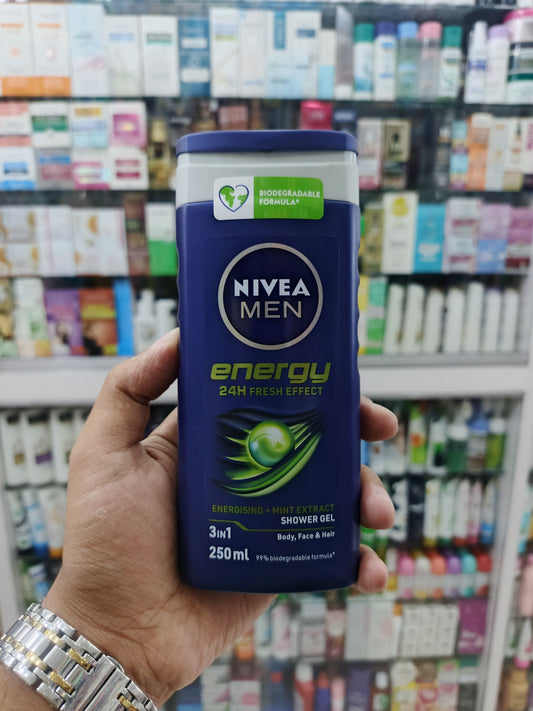 BIODEGRADABLE
FORMULA*
NIVEA
MEN
energy
24H FRESH EFFECT
ENERGISING + MINT EXTRACT
SHOWER GEL
3IN1
Body, Face & Hair
250ml
99% biodegradable formula*